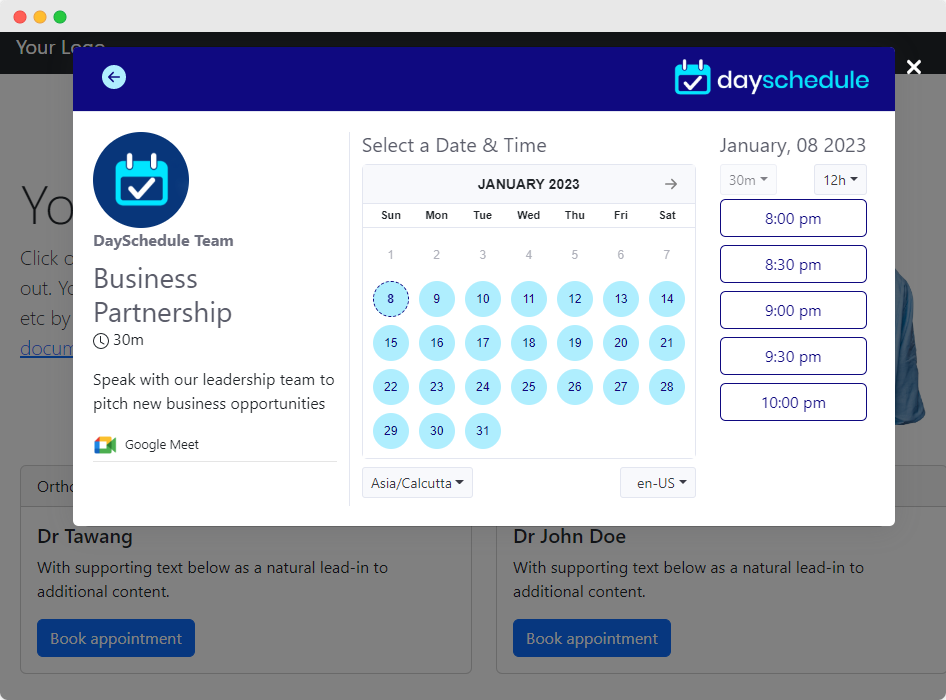 Your Logo
dayschedule
DaySchedule Team
Business
Partnership
30m
Speak with our leadership team to
pitch new business opportunities
Google Meet
Select a Date & Time
JANUARY 2023
Sun Mon Tue Wed Thu Fri Sat
1 2 3 4 5 6 7
8 9 10 11 12 13 14
15 16 17 18 19 20 21
22 23 24 25 26 27 28
29 30 31
Asia/Calcutta en-US
January, 08 2023
30m 12h
8:00 pm
8:30 pm
9:00 pm
9:30 pm
10:00 pm
Yo
Click
out. Yo
etc by
docum
Ortho
Dr Tawang
With supporting text below as a natural lead-in to
additional content.
Book appointment
Dr John Doe
With supporting text below as a natural lead-in to
additional content.
Book appointment